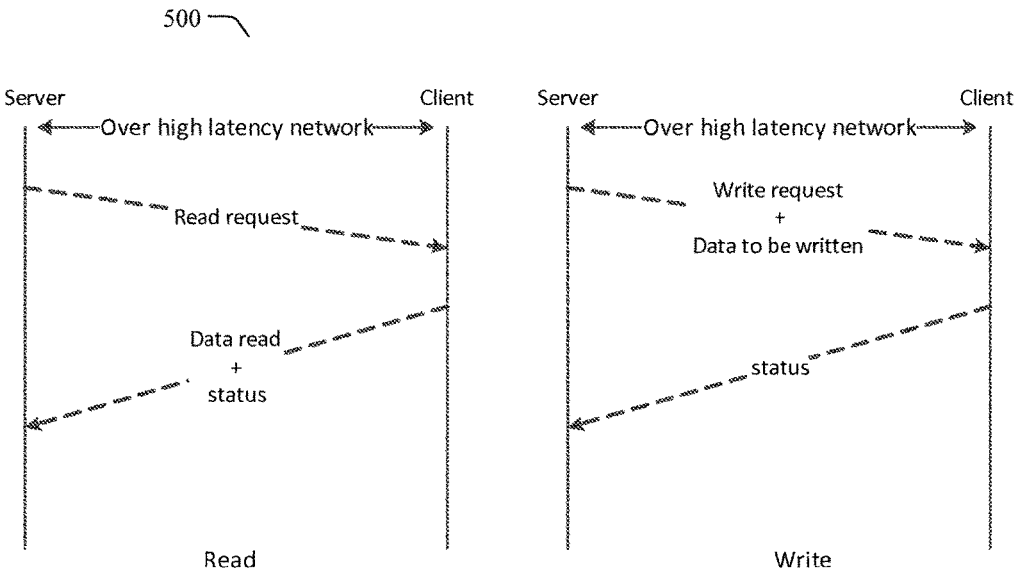 500
Server Client
Over high latency network
Read request
Data read
+
status
Read
Server Client
Over high latency network
Write request
+
Data to be written
status
Write